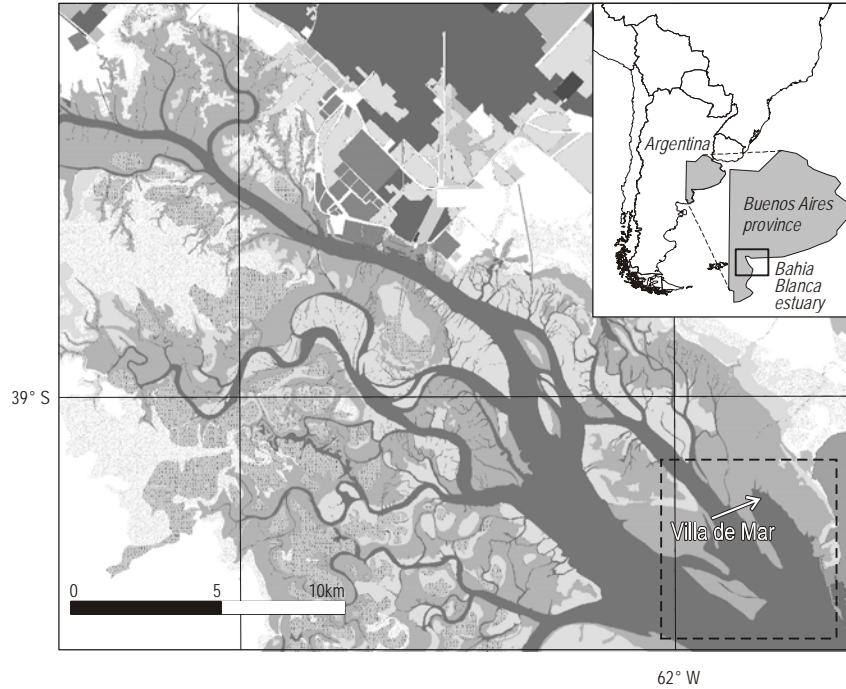 Argentina
Buenos Aires
province
Bahia
Blanca
estuary
39° S
Villa de Mar
0 5 10km
62° W